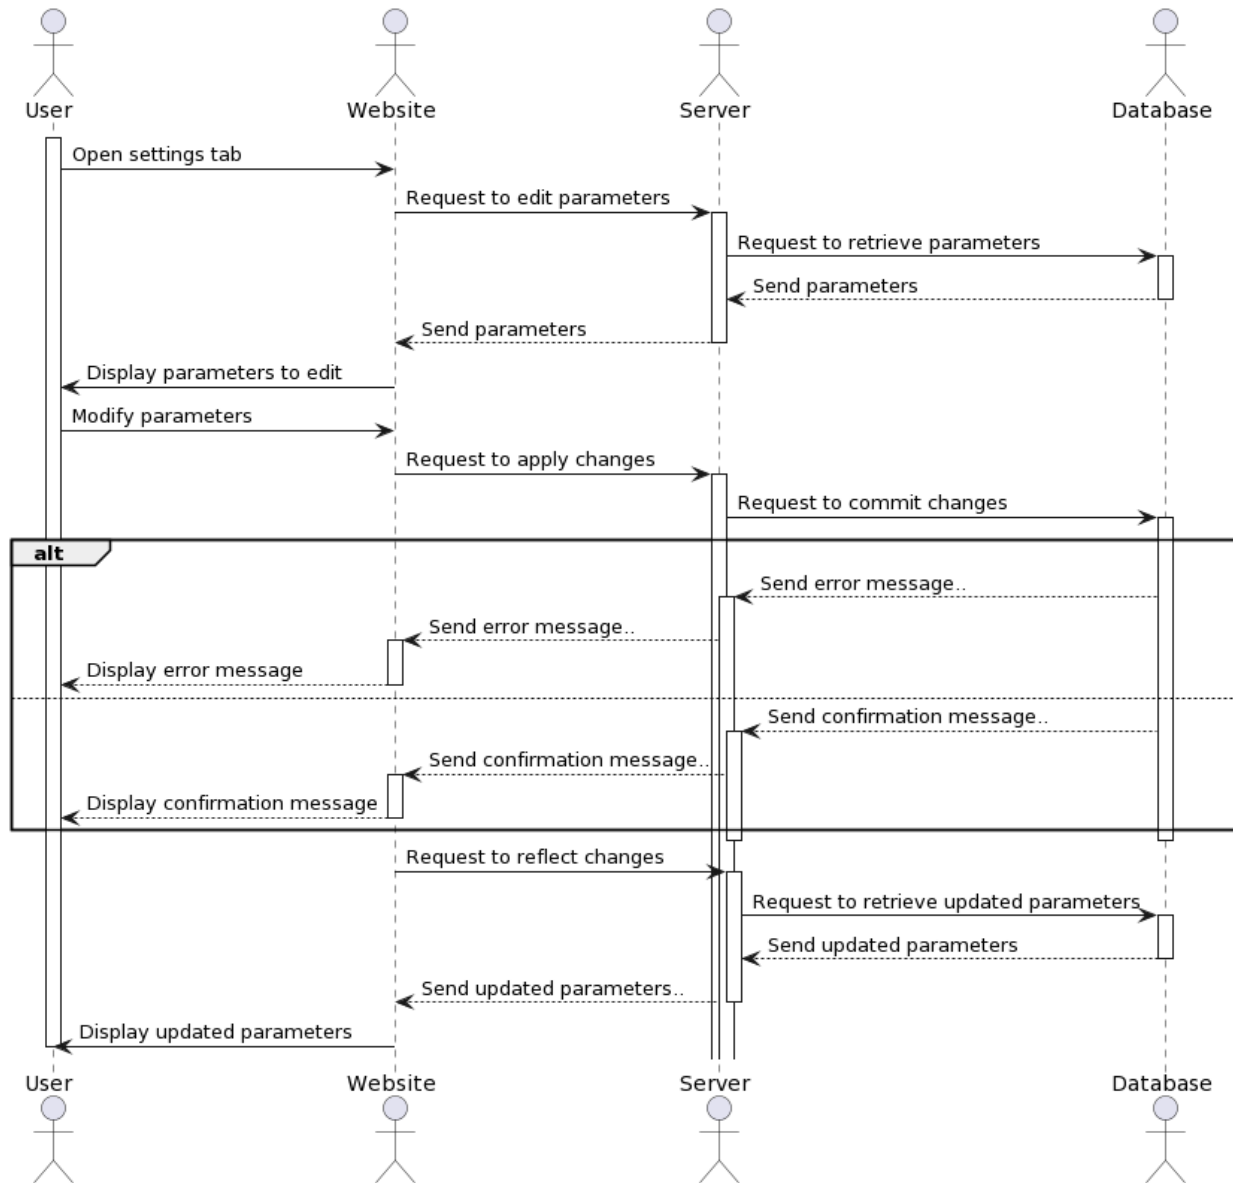 User
Website
Server
Database
Open settings tab
Request to edit parameters
Request to retrieve parameters
Send parameters
Send parameters
Display parameters to edit
Modify parameters
Request to apply changes
Request to commit changes
alt
Send error message..
Send error message..
Display error message
Send confirmation message..
Send confirmation message..
Display confirmation message
Request to reflect changes
Request to retrieve updated parameters
Send updated parameters
Send updated parameters..
Display updated parameters
User
Website
Server
Database